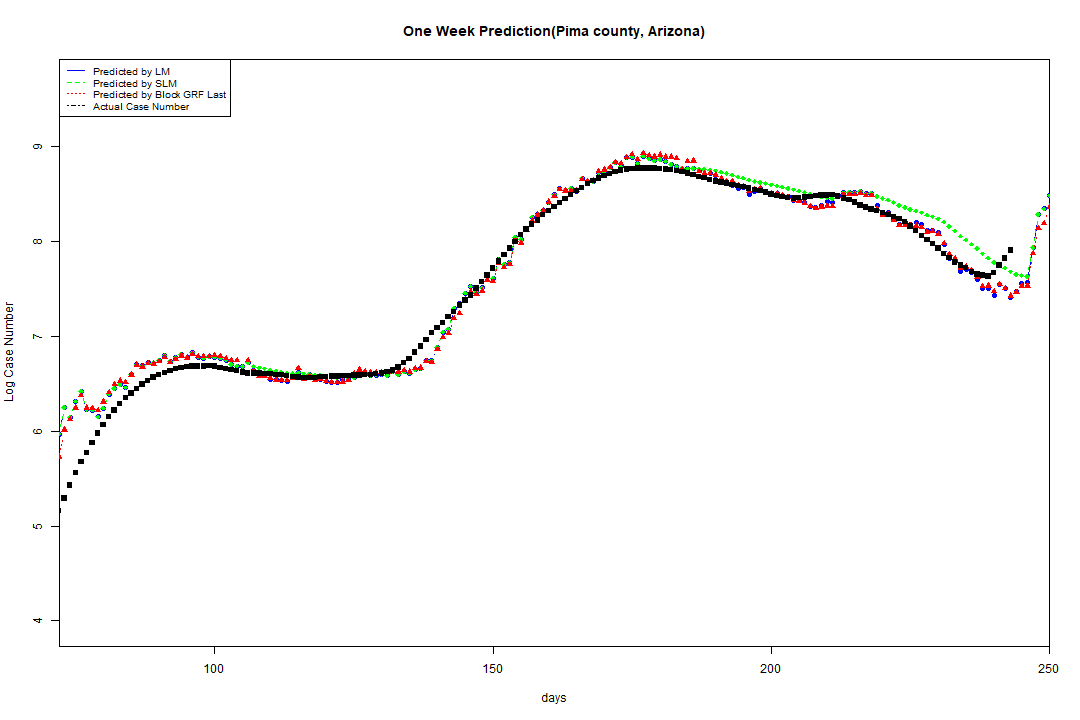 One Week Prediction(Pima county, Arizona)
Predicted by LM
Predicted by SLM
Predicted by Block GRF Last
Actual Case Number
9
8
7
6
5
4
Log Case Number
100 150 200 250
days